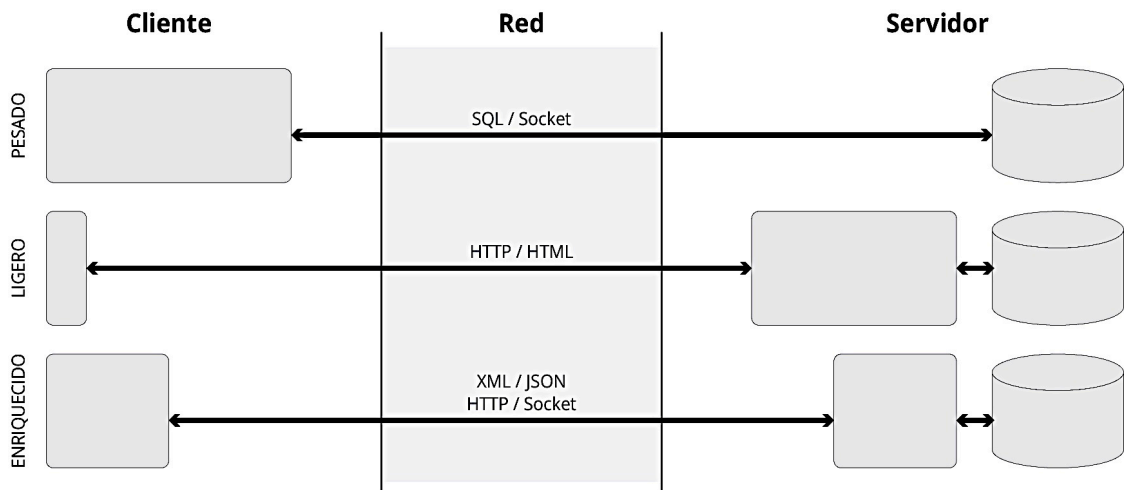 Cliente
Red
Servidor
PESADO
SQL / Socket
LIGERO
HTTP / HTML
ENRIQUECIDO
XML / JSON
HTTP / Socket